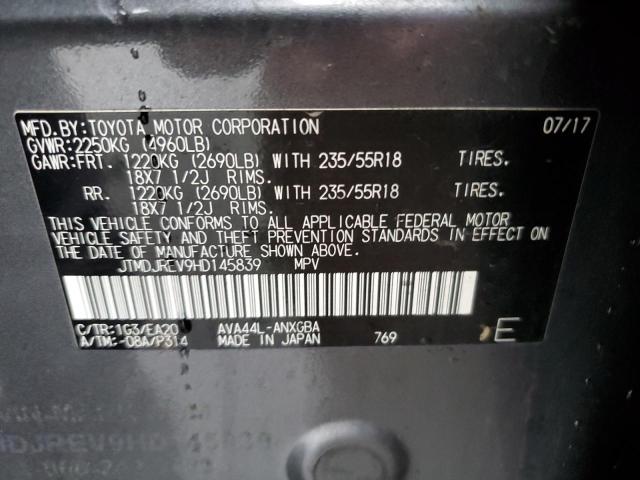 MFD.BY:TOYOTA MOTOR CORPORATION 07/17
GVWR:2250KG (4960LB)
GAWR:FRT. 1220KG (2690LB) WITH 235/55R18 TIRES.
18X7 1/2J RIMS.
RR. 1220KG (2690LB) WITH 235/55R18 TIRES.
18X7 1/2J RIMS.
THIS VEHICLE CONFORMS TO ALL APPLICABLE FEDERAL MOTOR
VEHICLE SAFETY AND THEFT PREVENTION STANDARDS IN EFFECT ON
THE DATE OF MANUFACTURE SHOWN ABOVE.
JTMDJREV9HD145839 MPV
C/TR:1G3/EA20 AVA44L-ANXGBA
A/TM:-08A/P314 MADE IN JAPAN 769 E